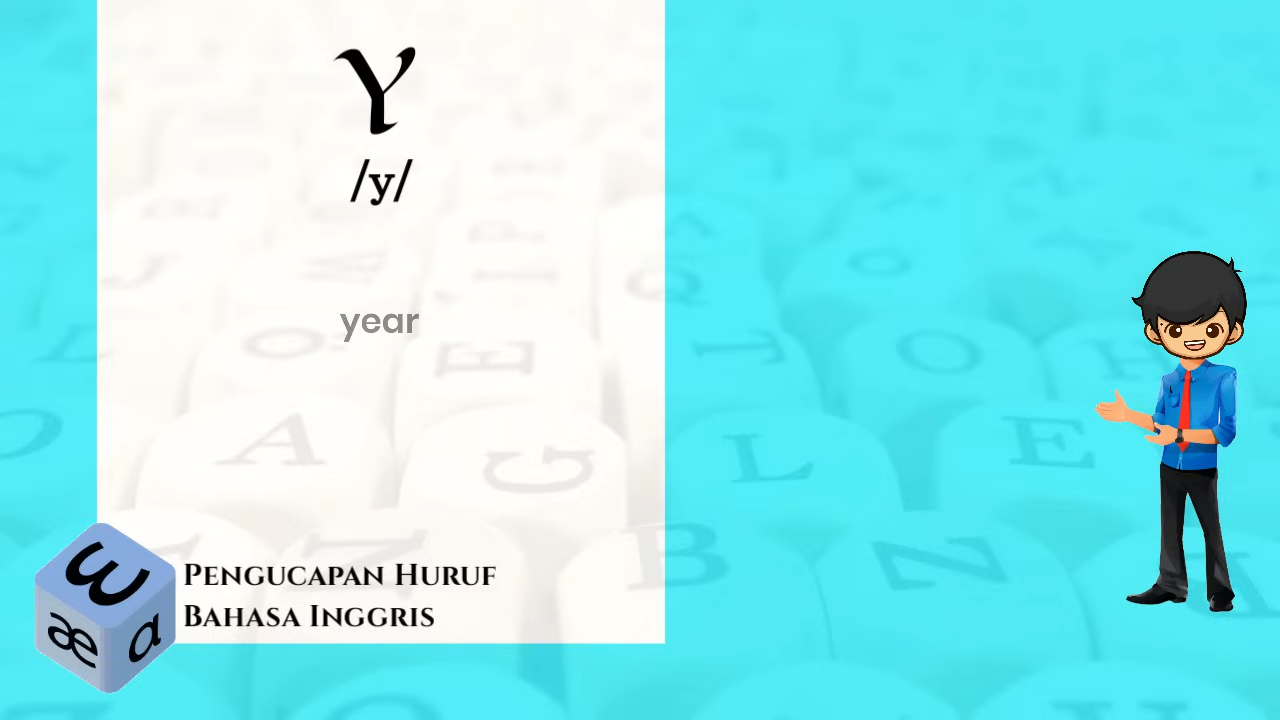 Y
/y/
year
Pengucapan Huruf
Bahasa Inggris
ω
æ
ɑ